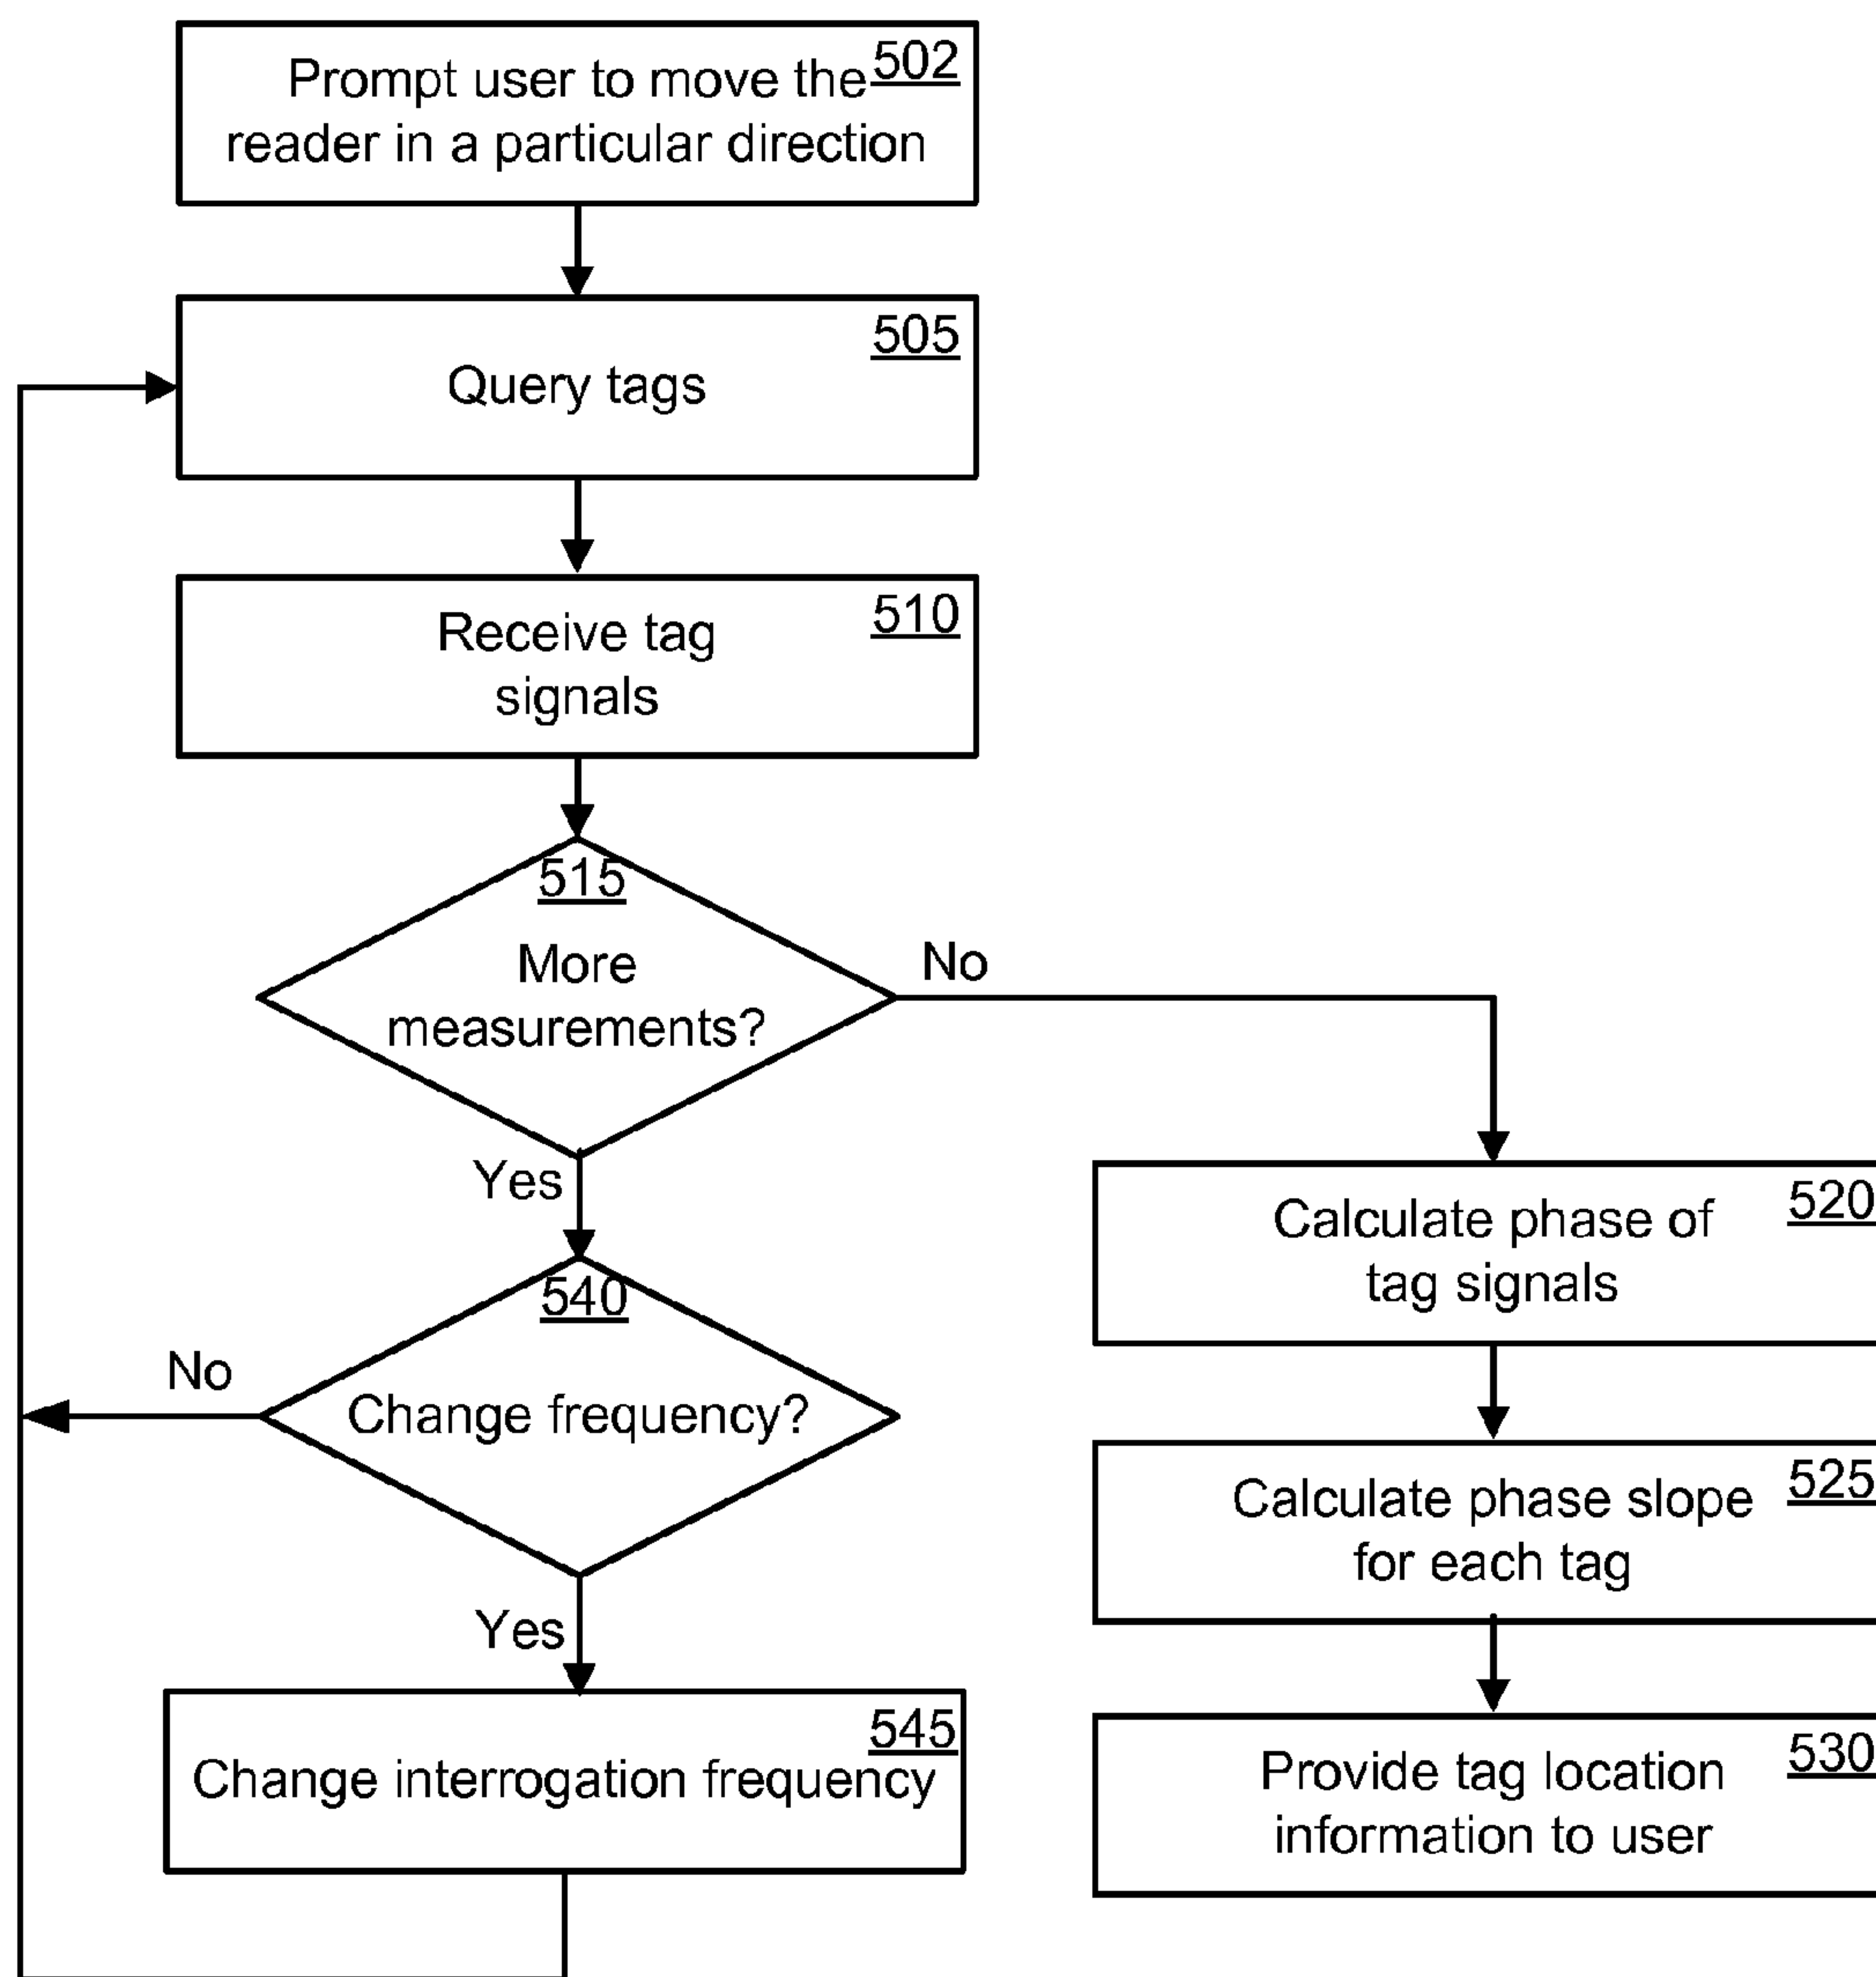 502
Prompt user to move the
reader in a particular direction
505
Query tags
510
Receive tag
signals
515
More
measurements?
No
Yes
540
Change frequency?
No
Yes
545
Change interrogation frequency
520
Calculate phase of
tag signals
525
Calculate phase slope
for each tag
530
Provide tag location
information to user